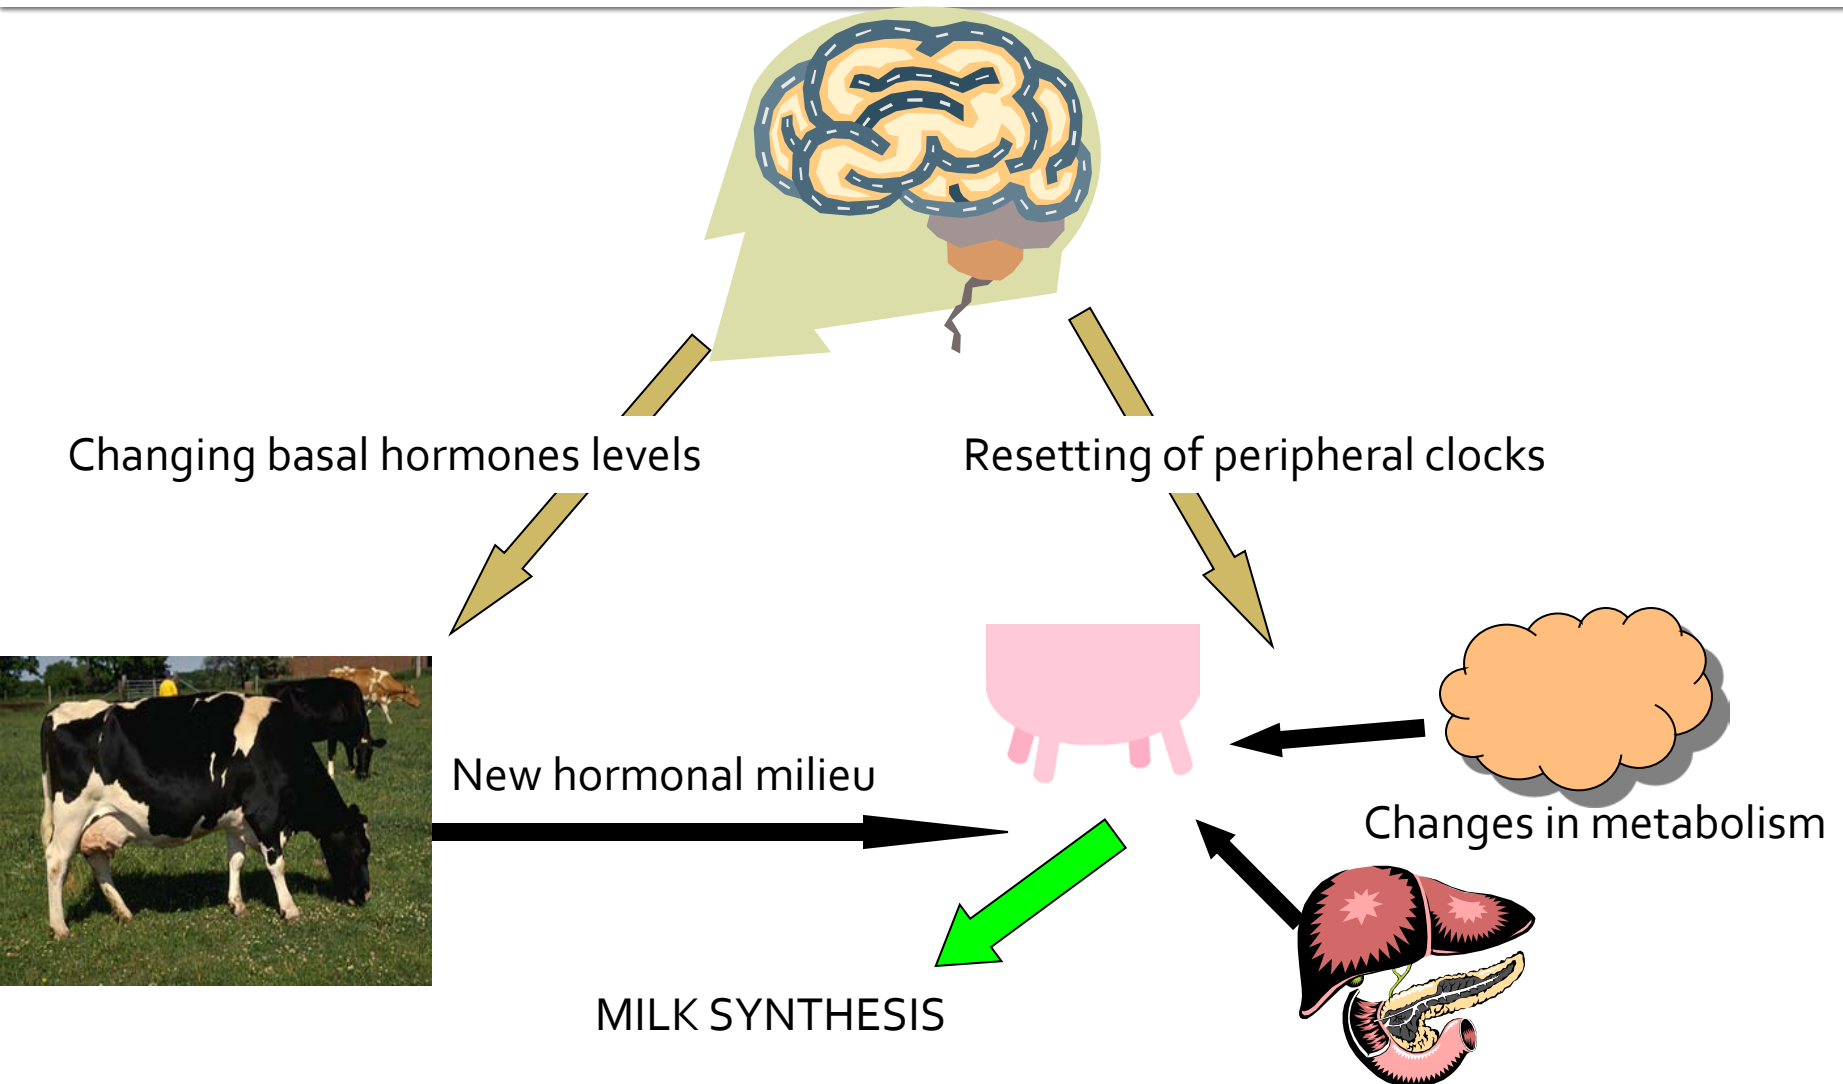 Changing basal hormones levels
Resetting of peripheral clocks
New hormonal milieu
Changes in metabolism
MILK SYNTHESIS